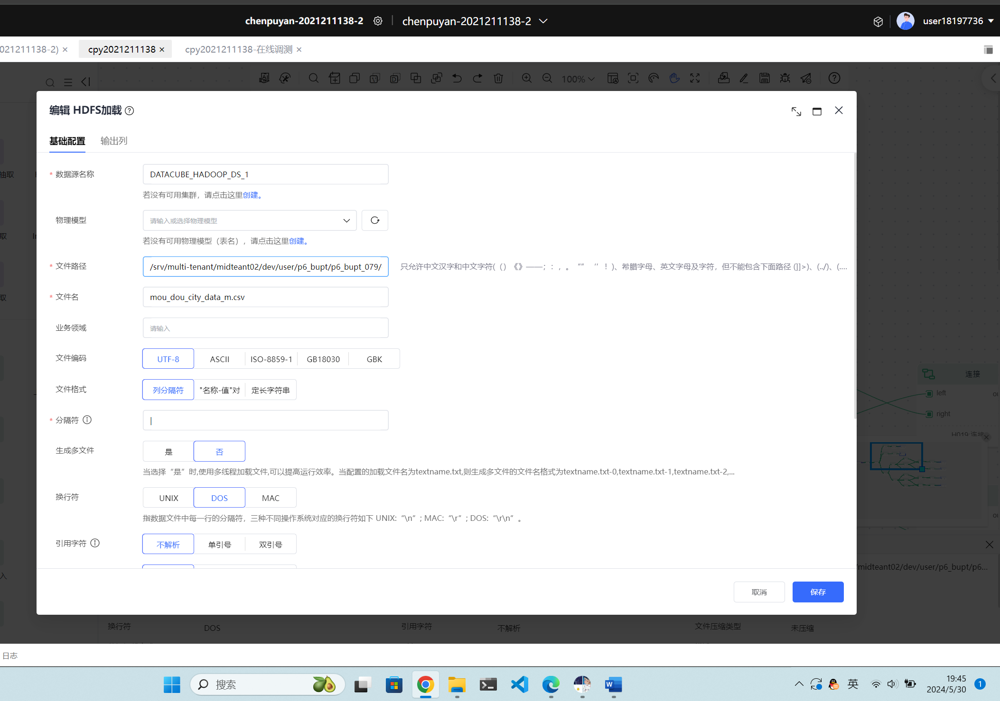 chenpuyan-2021211138-2 chenpuyan-2021211138-2 user18197736
021211138-2) × cpy2021211138 × cpy2021211138-在线调测 ×
100%
编辑 HDFS加载
基础配置 输出列
* 数据源名称 DATACUBE_HADOOP_DS_1
若没有可用集群，请点击这里创建。
抽取
物理模型 请输入或选择物理模型
取
若没有可用物理模型（表名），请点击这里创建。
* 文件路径 /srv/multi-tenant/midteant02/dev/user/p6_bupt/p6_bupt_079/ 只允许中文汉字和中文字符(（）《》——；：，。“”‘’！)、希腊字母、英文字母及字符，但不能包含下面路径 (]]>)、(../)、(....
* 文件名 mou_dou_city_data_m.csv
取
业务领域 请输入
文件编码 UTF-8 ASCII ISO-8859-1 GB18030 GBK
连接
文件格式 列分隔符 "名称-值"对 定长字符串
left
right
* 分隔符 |
H019:连接
生成多文件 是 否
当选择“是”时,使用多线程加载文件,可以提高运行效率。当配置的加载文件名为textname.txt,则生成多文件的文件名格式为textname.txt-0,textname.txt-1,textname.txt-2,...
换行符 UNIX DOS MAC
指数据文件中每一行的分隔符，三种不同操作系统对应的换行符如下 UNIX:“\n”; MAC:“\r”; DOS:“\r\n”。
引用字符 不解析 单引号 双引号
/midteant02/dev/user/p6_bupt/p6...
入
取消 保存
换行符 DOS 引用字符 不解析 文件压缩类型 未压缩
日志
搜索 英 19:45
2024/5/30 1